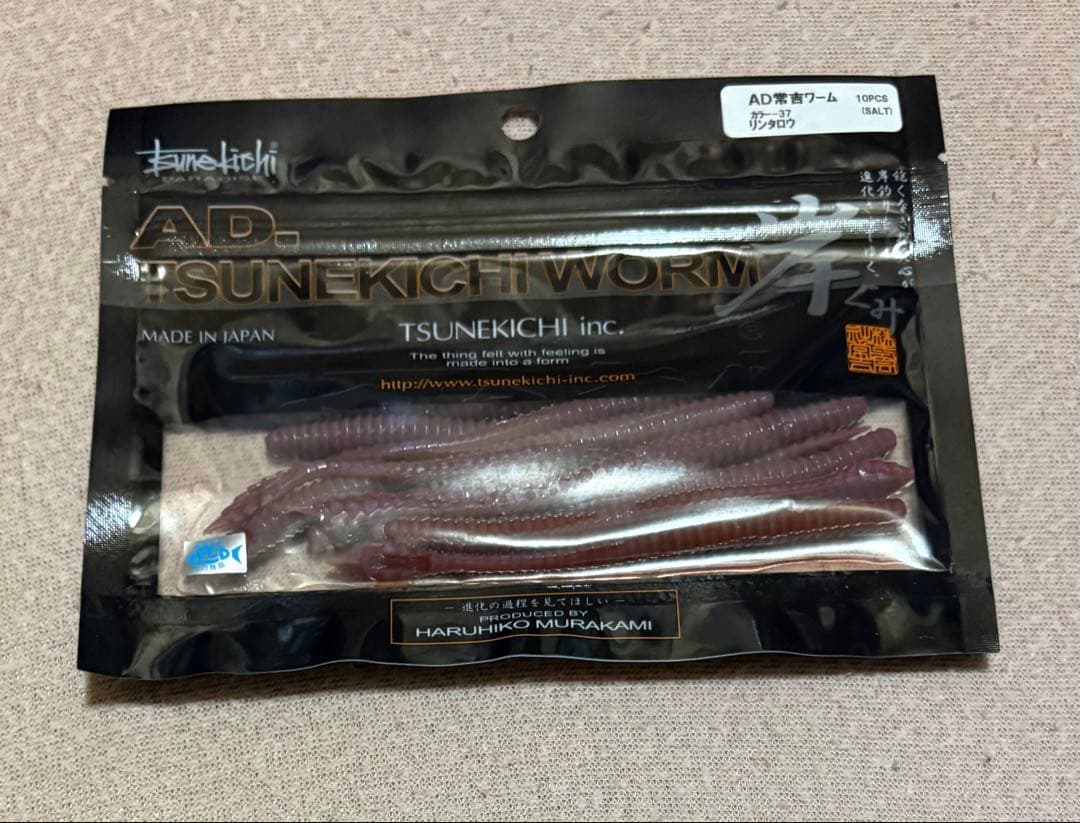 AD常吉ワーム 10PCS
カラー37 (SALT)
リンタロウ
tsunekichi
AD.
TSUNEKICHI WORM
岸
ぐみ
MADE IN JAPAN
TSUNEKICHI inc.
The thing felt with feeling is
made into a form
http://www.tsunekichi-inc.com
― 進化の過程を見てほしい ―
PRODUCED BY
HARUHIKO MURAKAMI